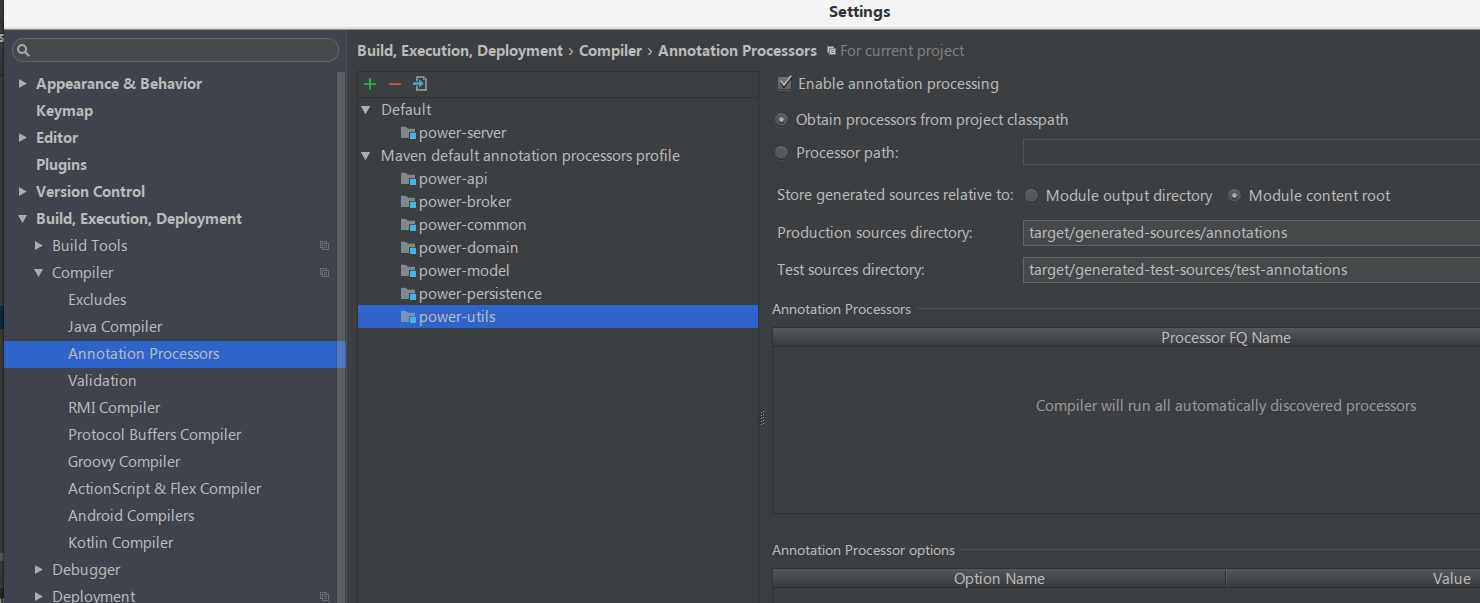 Settings
Build, Execution, Deployment › Compiler › Annotation Processors For current project
Appearance & Behavior
Keymap
Editor
Plugins
Version Control
Build, Execution, Deployment
Build Tools
Compiler
Excludes
Java Compiler
Annotation Processors
Validation
RMI Compiler
Protocol Buffers Compiler
Groovy Compiler
ActionScript & Flex Compiler
Android Compilers
Kotlin Compiler
Debugger
Deployment
Default
power-server
Maven default annotation processors profile
power-api
power-broker
power-common
power-domain
power-model
power-persistence
power-utils
Enable annotation processing
Obtain processors from project classpath
Processor path:
Store generated sources relative to: Module output directory Module content root
Production sources directory: target/generated-sources/annotations
Test sources directory: target/generated-test-sources/test-annotations
Annotation Processors
Processor FQ Name
Compiler will run all automatically discovered processors
Annotation Processor options
Option Name Value